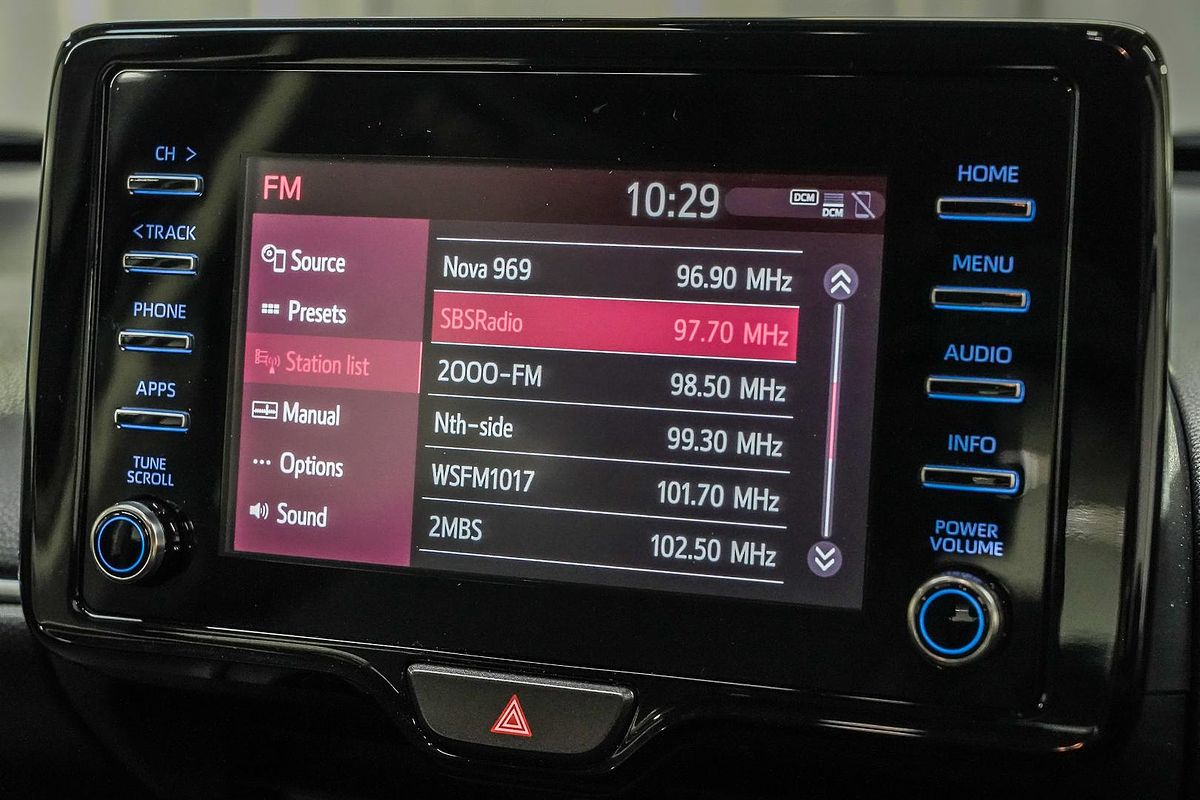 CH >
<TRACK
PHONE
APPS
TUNE
SCROLL
FM
10:29
DCM
DCM
Source
Presets
Station list
Manual
Options
Sound
Nova 969 96.90 MHz
SBSRadio 97.70 MHz
2000-FM 98.50 MHz
Nth-side 99.30 MHz
WSFM1017 101.70 MHz
2MBS 102.50 MHz
HOME
MENU
AUDIO
INFO
POWER
VOLUME